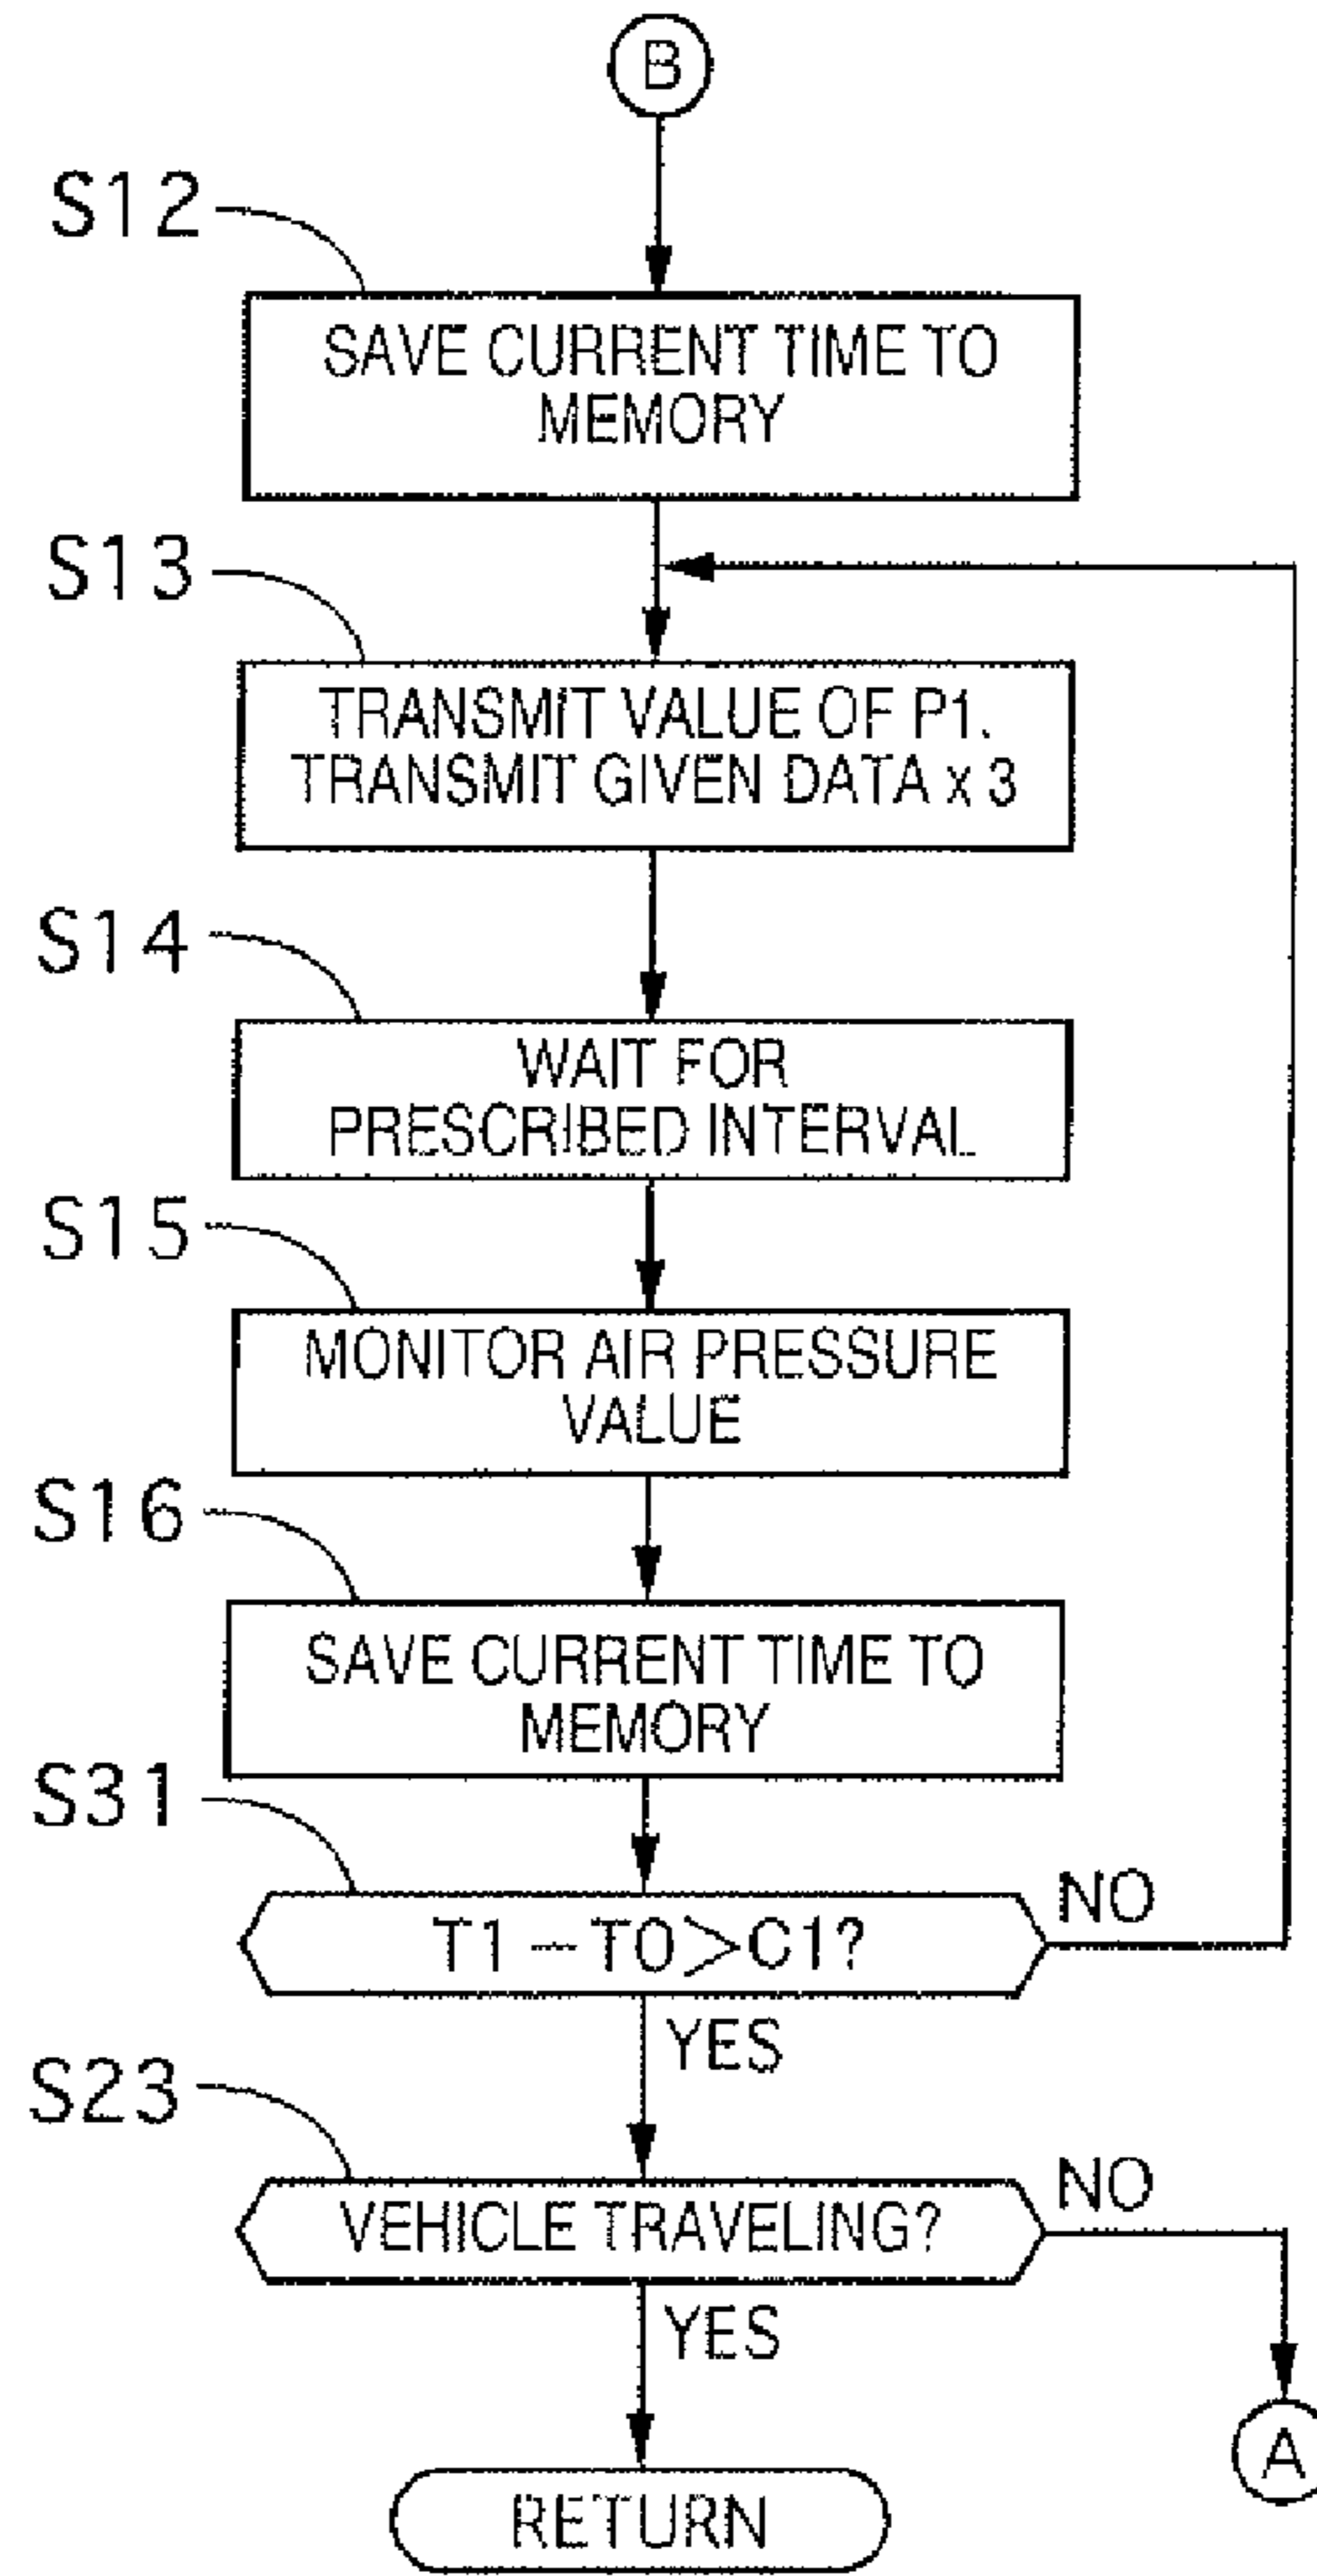 B
S12
SAVE CURRENT TIME TO
MEMORY
S13
TRANSMIT VALUE OF P1.
TRANSMIT GIVEN DATA x 3
S14
WAIT FOR
PRESCRIBED INTERVAL
S15
MONITOR AIR PRESSURE
VALUE
S16
SAVE CURRENT TIME TO
MEMORY
S31
T1-T0>C1?
NO
YES
S23
VEHICLE TRAVELING?
NO
YES
A
RETURN